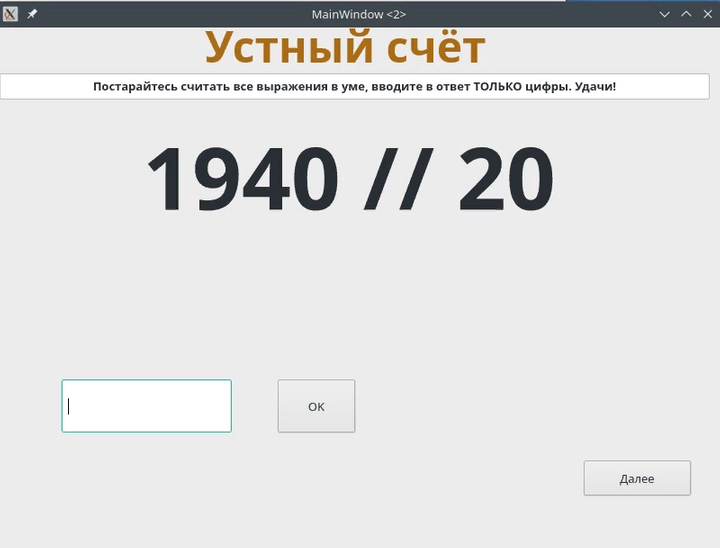 MainWindow <2>
Устный счёт
Постарайтесь считать все выражения в уме, вводите в ответ ТОЛЬКО цифры. Удачи!
1940 // 20
OK
Далее